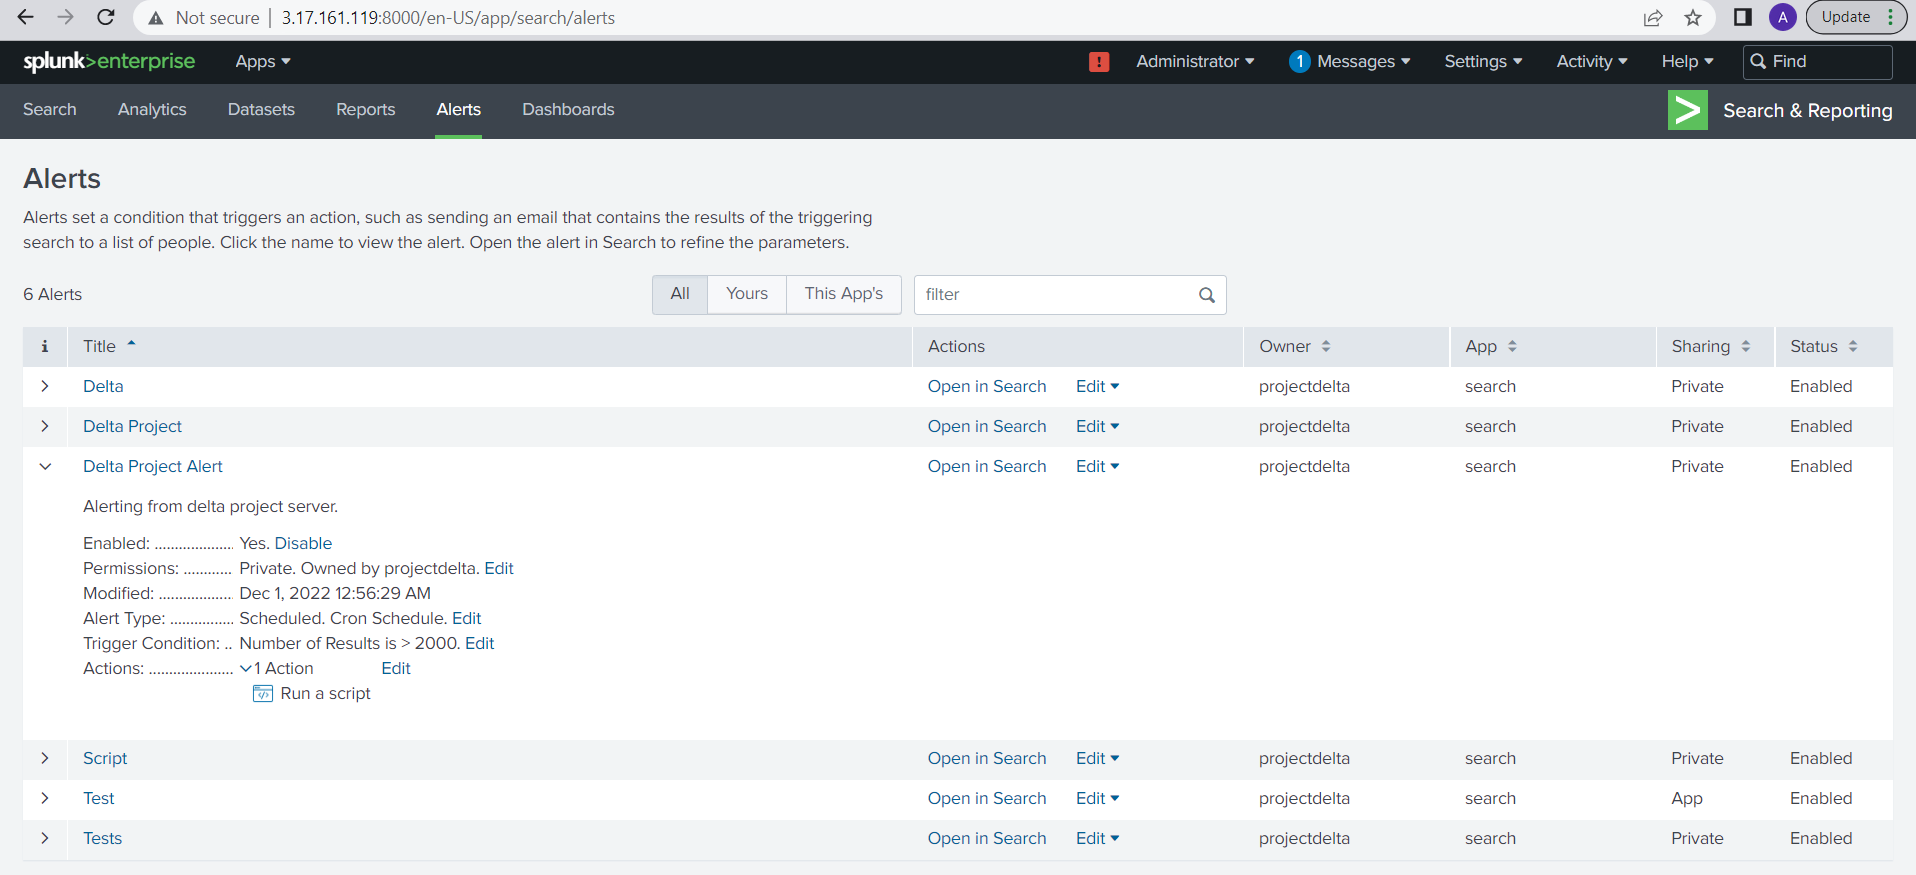 Not secure | 3.17.161.119:8000/en-US/app/search/alerts A Update
splunk>enterprise Apps ! Administrator 1 Messages Settings Activity Help Find
Search Analytics Datasets Reports Alerts Dashboards > Search & Reporting
Alerts
Alerts set a condition that triggers an action, such as sending an email that contains the results of the triggering
search to a list of people. Click the name to view the alert. Open the alert in Search to refine the parameters.
6 Alerts All Yours This App's filter
i Title Actions Owner App Sharing Status
Delta Open in Search Edit projectdelta search Private Enabled
Delta Project Open in Search Edit projectdelta search Private Enabled
Delta Project Alert Open in Search Edit projectdelta search Private Enabled
Alerting from delta project server.
Enabled: .................... Yes. Disable
Permissions: ............ Private. Owned by projectdelta. Edit
Modified: ................... Dec 1, 2022 12:56:29 AM
Alert Type: ................ Scheduled. Cron Schedule. Edit
Trigger Condition: .. Number of Results is > 2000. Edit
Actions: ..................... 1 Action Edit
Run a script
Script Open in Search Edit projectdelta search Private Enabled
Test Open in Search Edit projectdelta search App Enabled
Tests Open in Search Edit projectdelta search Private Enabled